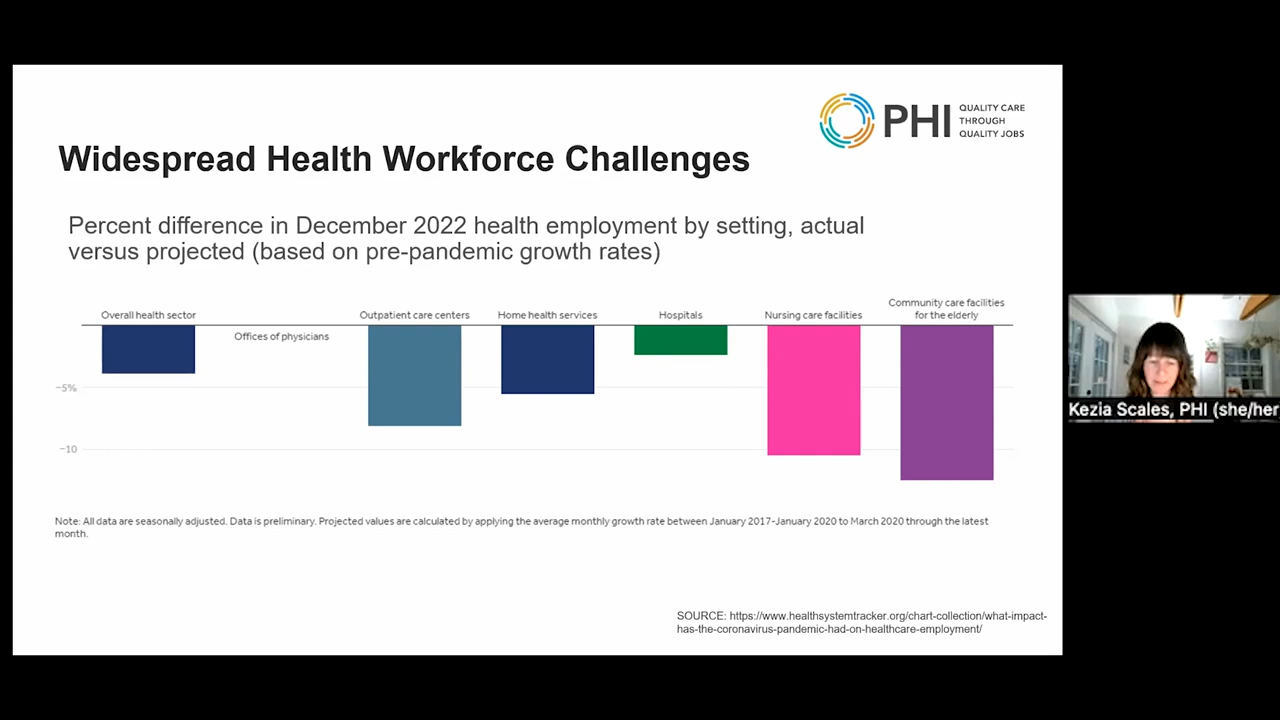 PHI
QUALITY CARE
THROUGH
QUALITY JOBS
Widespread Health Workforce Challenges
Percent difference in December 2022 health employment by setting, actual
versus projected (based on pre-pandemic growth rates)
Overall health sector
Offices of physicians
Outpatient care centers
Home health services
Hospitals
Nursing care facilities
Community care facilities
for the elderly
−5%
−10
Note: All data are seasonally adjusted. Data is preliminary. Projected values are calculated by applying the average monthly growth rate between January 2017-January 2020 to March 2020 through the latest
month.
SOURCE: https://www.healthsystemtracker.org/chart-collection/what-impact-
has-the-coronavirus-pandemic-had-on-healthcare-employment/
Kezia Scales, PHI (she/her